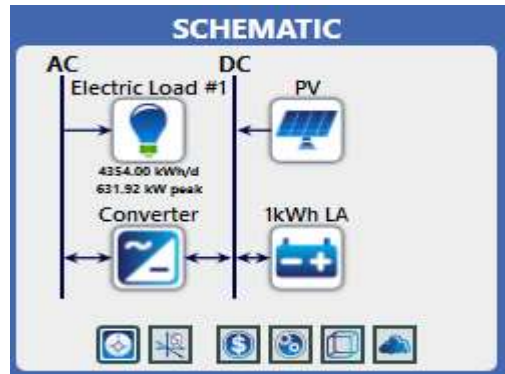 SCHEMATIC
AC DC
Electric Load #1 PV
4354.00 kWh/d
631.92 kW peak
Converter 1kWh LA